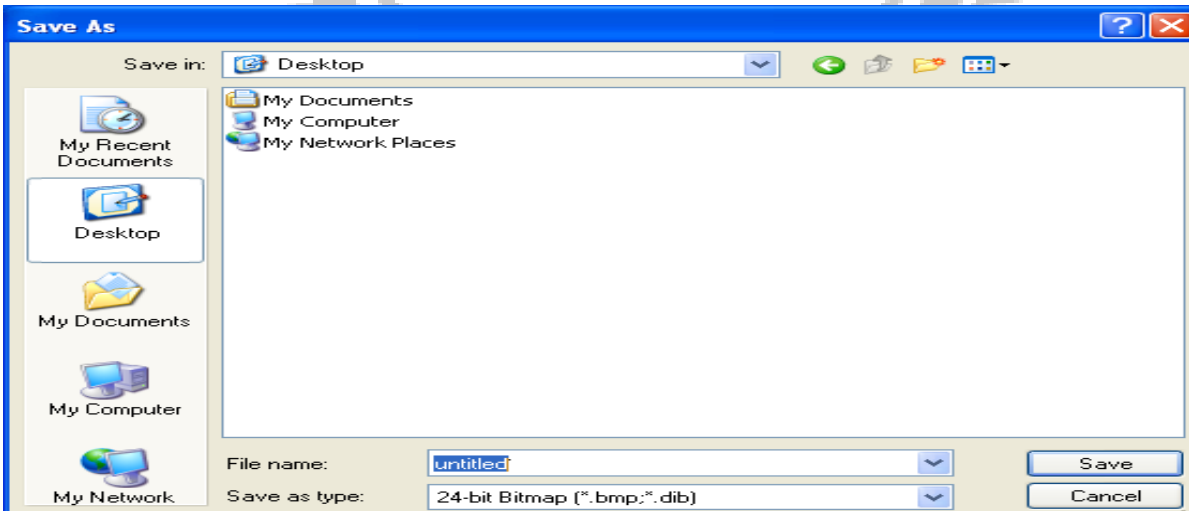 Save As
Save in: Desktop
My Recent
Documents
Desktop
My Documents
My Computer
My Network
My Documents
My Computer
My Network Places
File name: untitled
Save as type: 24-bit Bitmap (*.bmp;*.dib)
Save
Cancel